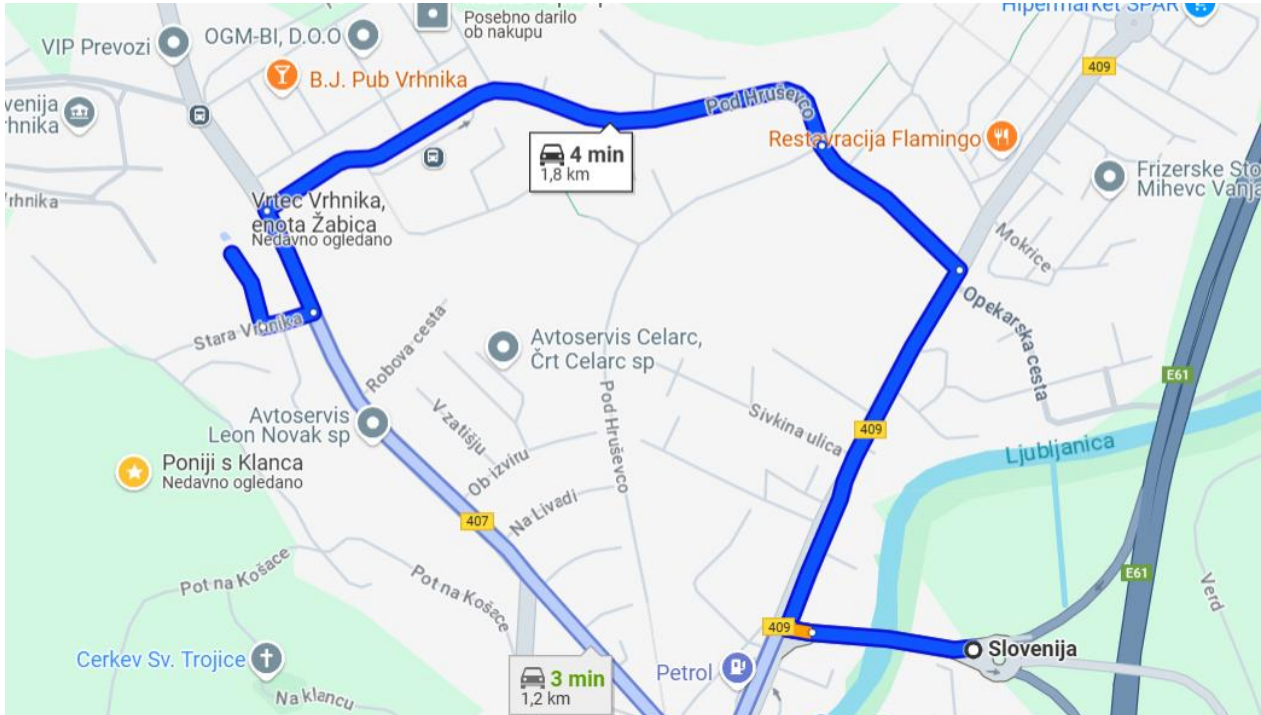 Posebno darilo
ob nakupu
Hipermarket SPAR
VIP Prevozi
OGM-BI, D.O.O
409
B.J. Pub Vrhnika
venija
rhnika
Pod Hruševco
4 min
1,8 km
Restavracija Flamingo
Frizerske Sto
Mihevc Vanja
rhnika
Vrtec Vrhnika,
enota Žabica
Nedavno ogledano
Mokrice
Stara Vrhnika
Robova cesta
Avtoservis Celarc,
Črt Celarc sp
Opekarska cesta
E61
Pod Hruševco
Avtoservis
Leon Novak sp
V zatišju
Sivkina ulica
409
Ljubljanica
Poniji s Klanca
Nedavno ogledano
Ob izviru
Na Livadi
407
Pot na Košace
Pot na Košace
E61
Verd
409
Slovenija
Cerkev Sv. Trojice
Petrol
3 min
1,2 km
Na klancu